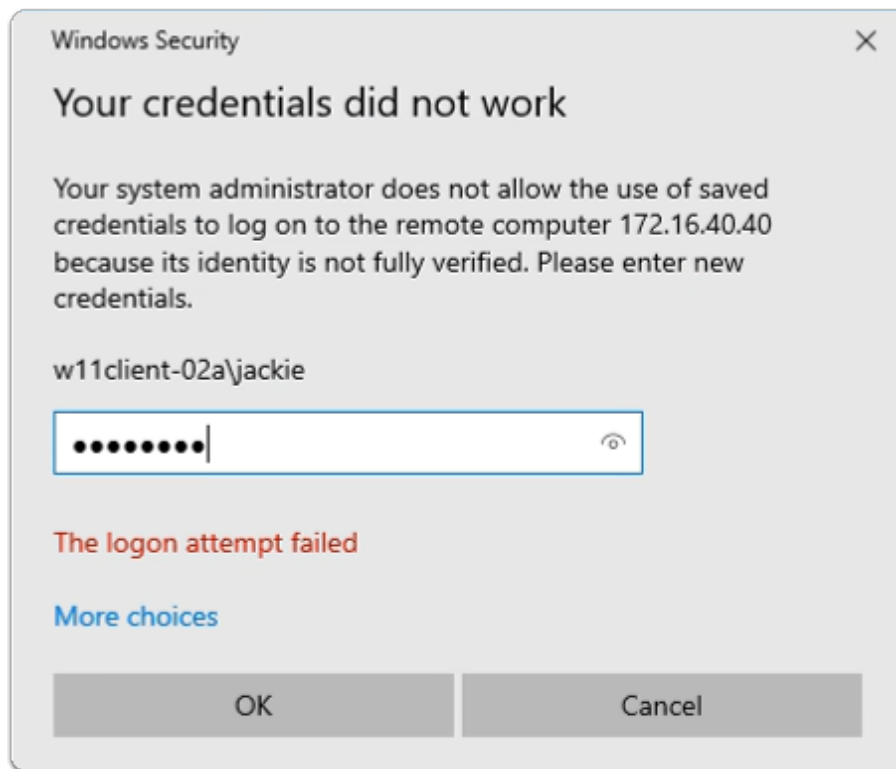 Windows Security
Your credentials did not work
Your system administrator does not allow the use of saved
credentials to log on to the remote computer 172.16.40.40
because its identity is not fully verified. Please enter new
credentials.
w11client-02a\jackie
The logon attempt failed
More choices
OK
Cancel